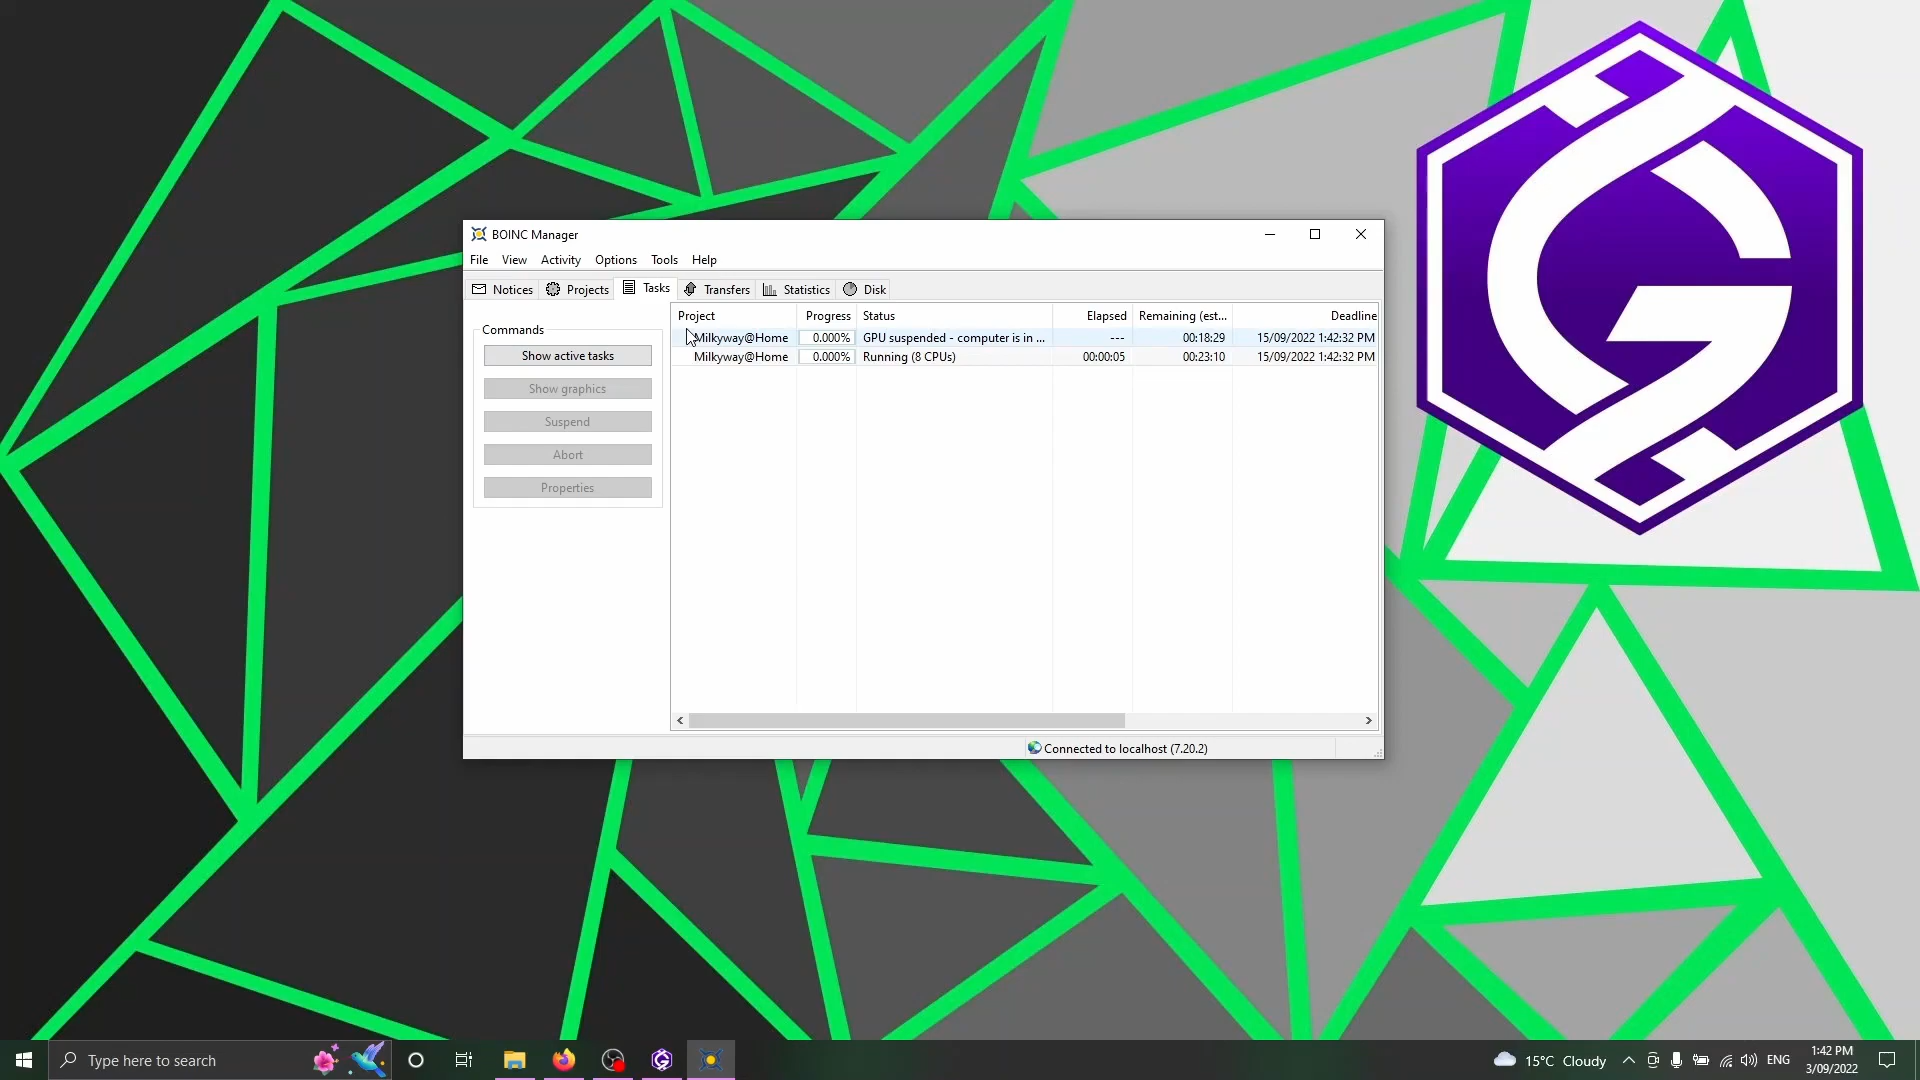 BOINC Manager
File View Activity Options Tools Help
Notices Projects Tasks Transfers Statistics Disk
Commands
Show active tasks
Show graphics
Suspend
Abort
Properties
Project Progress Status Elapsed Remaining (est... Deadline
Milkyway@Home 0.000% GPU suspended - computer is in ... --- 00:18:29 15/09/2022 1:42:32 PM
Milkyway@Home 0.000% Running (8 CPUs) 00:00:05 00:23:10 15/09/2022 1:42:32 PM
Connected to localhost (7.20.2)
Type here to search
15°C Cloudy
ENG
1:42 PM
3/09/2022